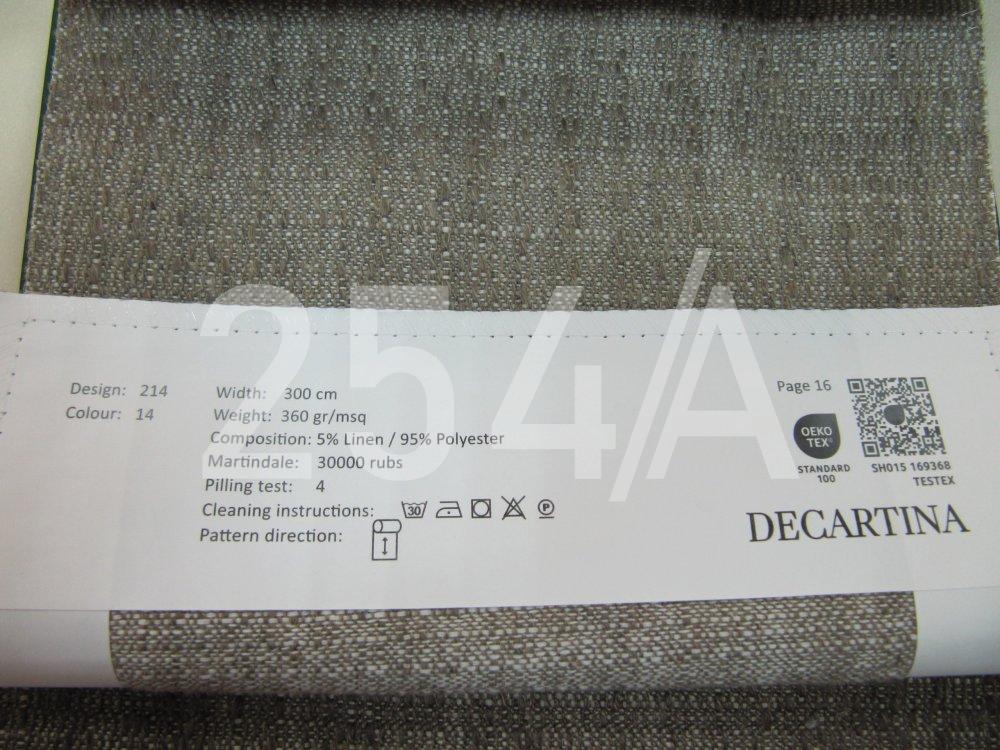 254/A
Design: 214
Colour: 14
Width: 300 cm
Weight: 360 gr/msq
Composition: 5% Linen / 95% Polyester
Martindale: 30000 rubs
Pilling test: 4
Cleaning instructions: 30 P
Pattern direction:
Page 16
OEKO
TEX®
STANDARD
100
SH015 169368
TESTEX
DECARTINA